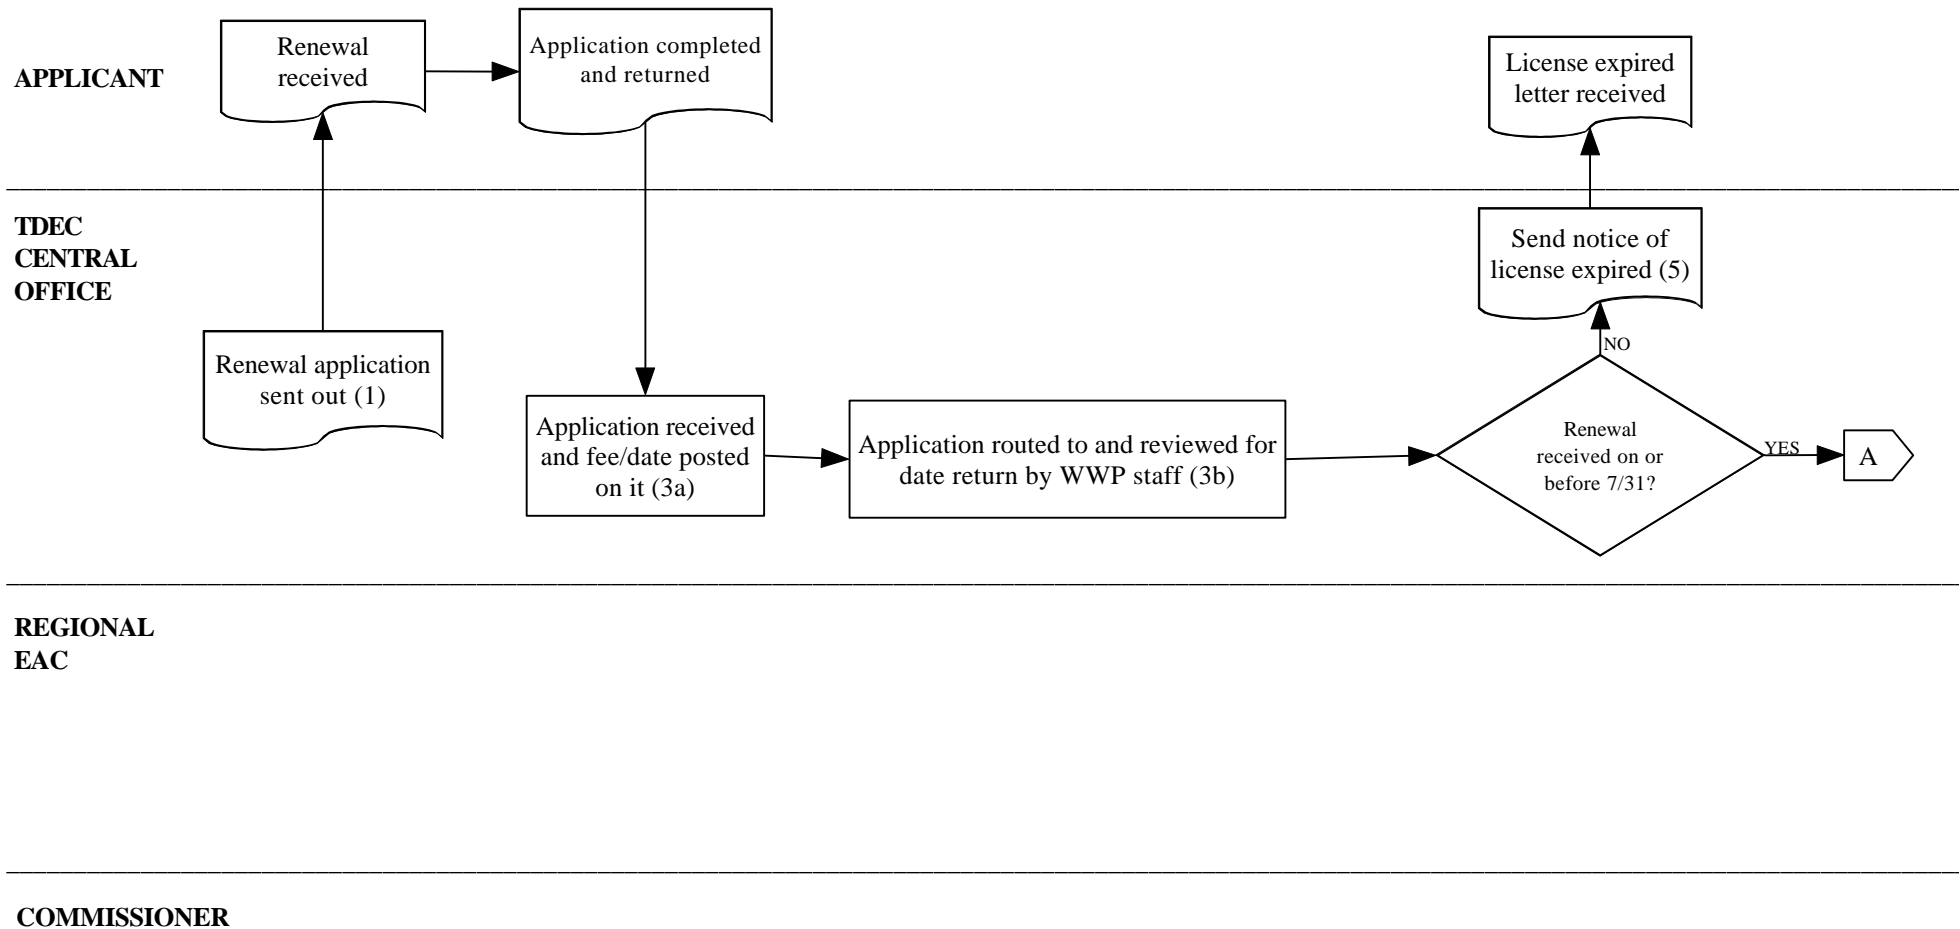 APPLICANT
Renewal
received
Application completed
and returned
License expired
letter received
TDEC
CENTRAL
OFFICE
Renewal application
sent out (1)
Application received
and fee/date posted
on it (3a)
Application routed to and reviewed for
date return by WWP staff (3b)
Send notice of
license expired (5)
NO
Renewal
received on or
before 7/31?
YES
A
REGIONAL
EAC
COMMISSIONER